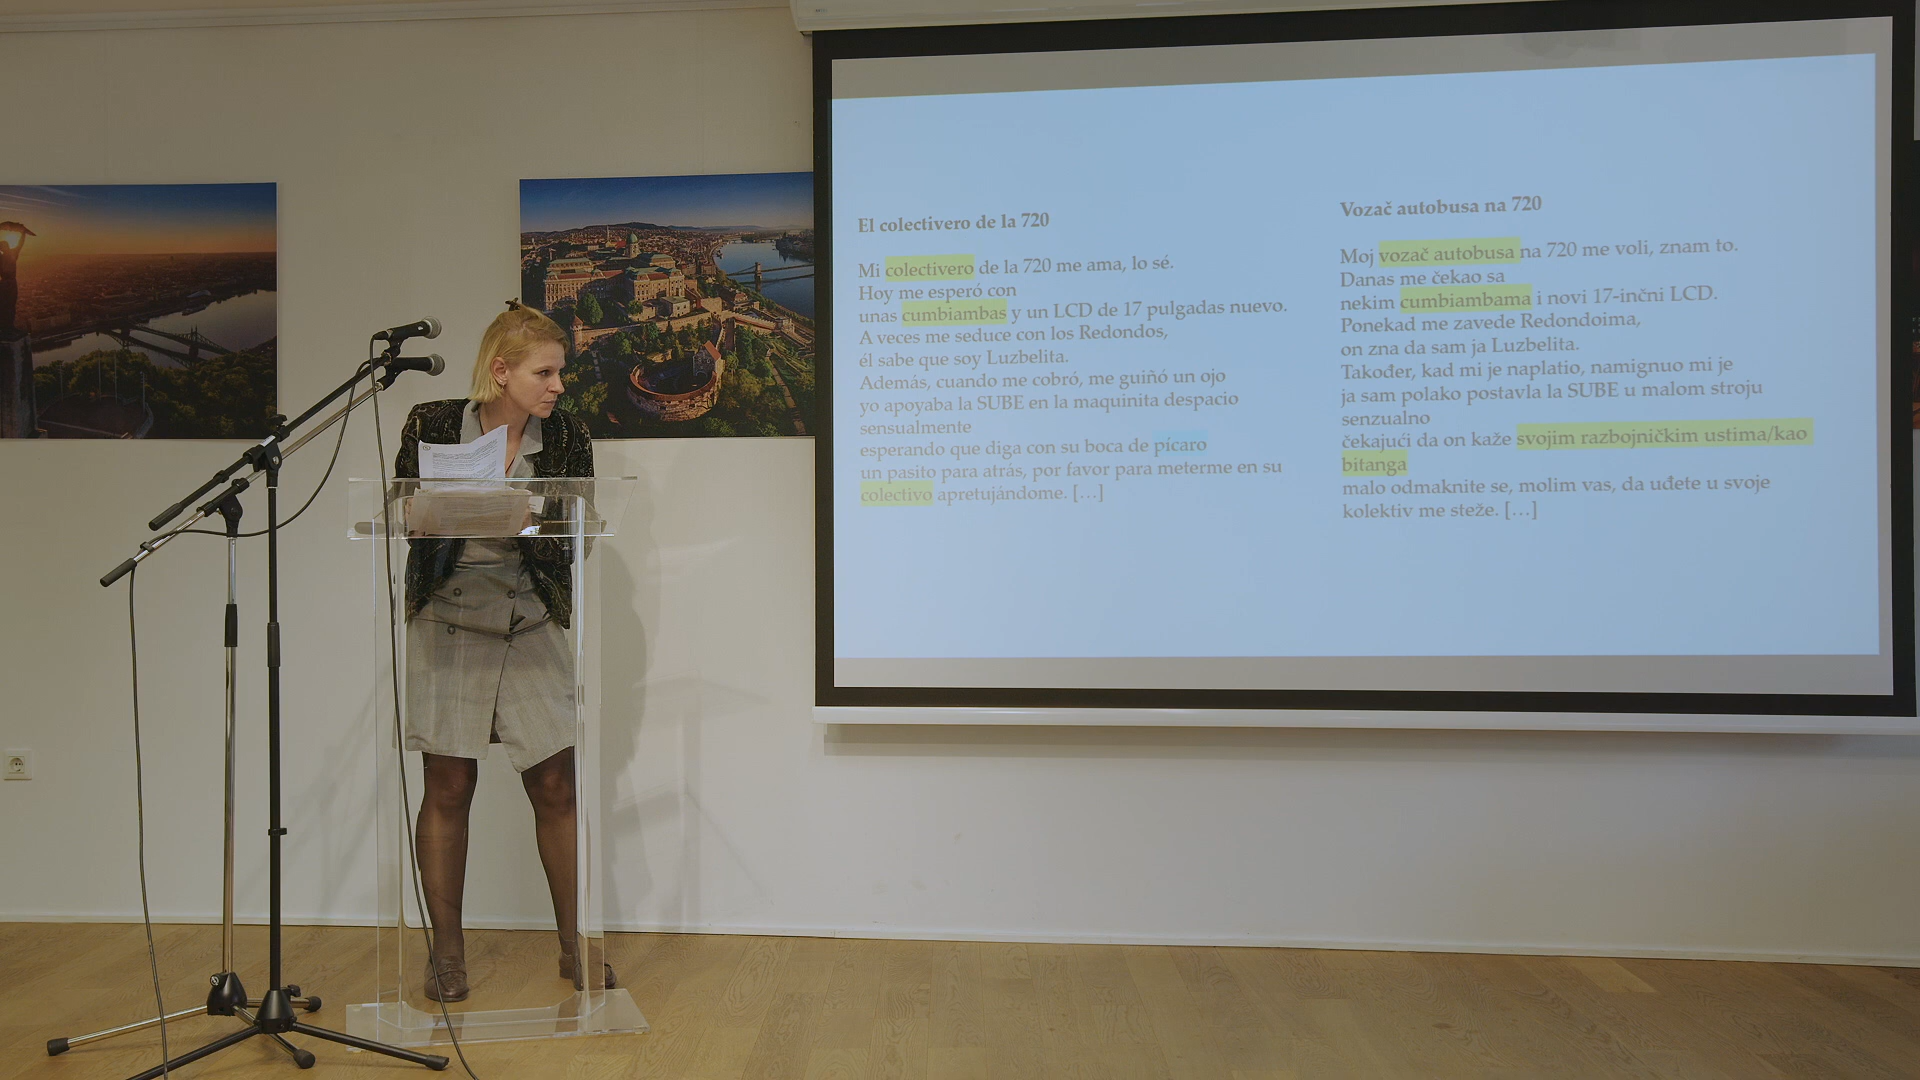 El colectivero de la 720
Mi colectivero de la 720 me ama, lo sé.
Hoy me esperó con
unas cumbiambas y un LCD de 17 pulgadas nuevo.
A veces me seduce con los Redondos,
él sabe que soy Luzbelita.
Además, cuando me cobró, me guiñó un ojo
yo apoyaba la SUBE en la maquinita despacio
sensualmente
esperando que diga con su boca de pícaro
un pasito para atrás, por favor para meterme en su
colectivo apretujándome. […]
Vozač autobusa na 720
Moj vozač autobusa na 720 me voli, znam to.
Danas me čekao sa
nekim cumbiambama i novi 17-inčni LCD.
Ponekad me zavede Redondoima,
on zna da sam ja Luzbelita.
Također, kad mi je naplatio, namignuo mi je
ja sam polako postavla la SUBE u malom stroju
senzualno
čekajući da on kaže svojim razbojničkim ustima/kao
bitanga
malo odmaknite se, molim vas, da uđete u svoje
kolektiv me steže. […]